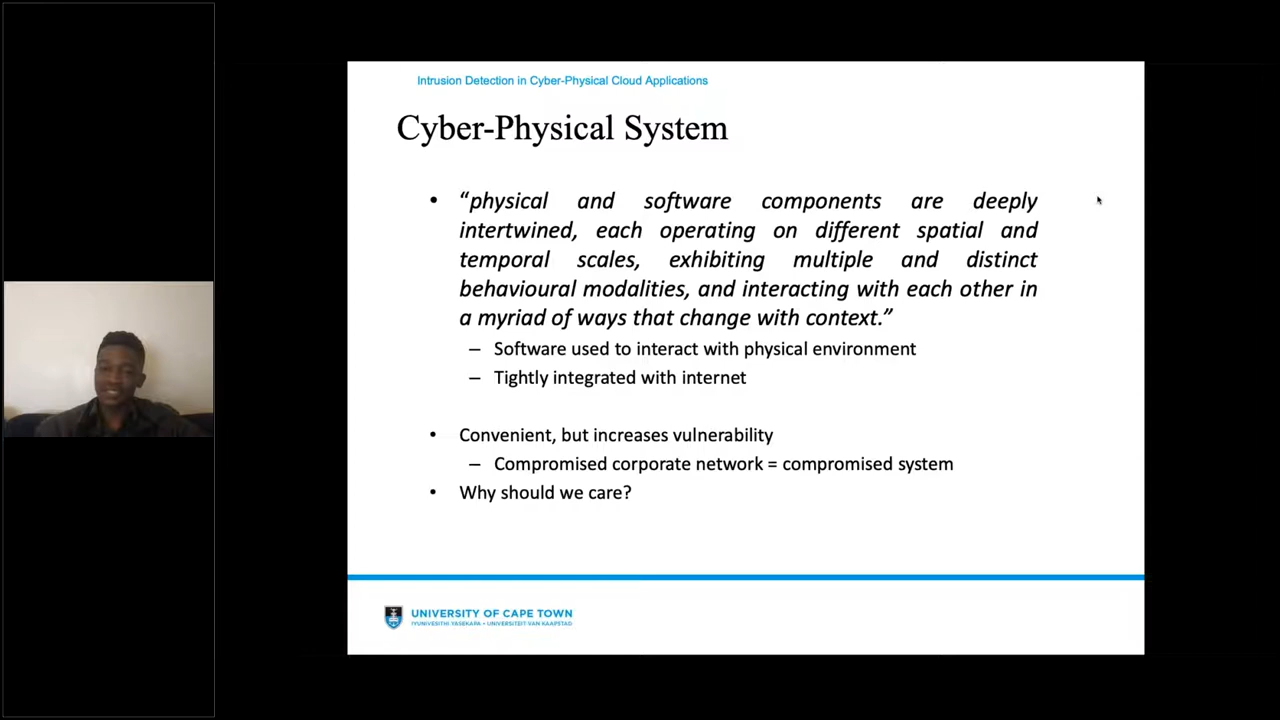 Intrusion Detection in Cyber-Physical Cloud Applications
Cyber-Physical System
• “physical and software components are deeply
intertwined, each operating on different spatial and
temporal scales, exhibiting multiple and distinct
behavioural modalities, and interacting with each other in
a myriad of ways that change with context.”
– Software used to interact with physical environment
– Tightly integrated with internet
• Convenient, but increases vulnerability
– Compromised corporate network = compromised system
• Why should we care?
UNIVERSITY OF CAPE TOWN
IYUNIVESITHI YASEKAPA • UNIVERSITEIT VAN KAAPSTAD